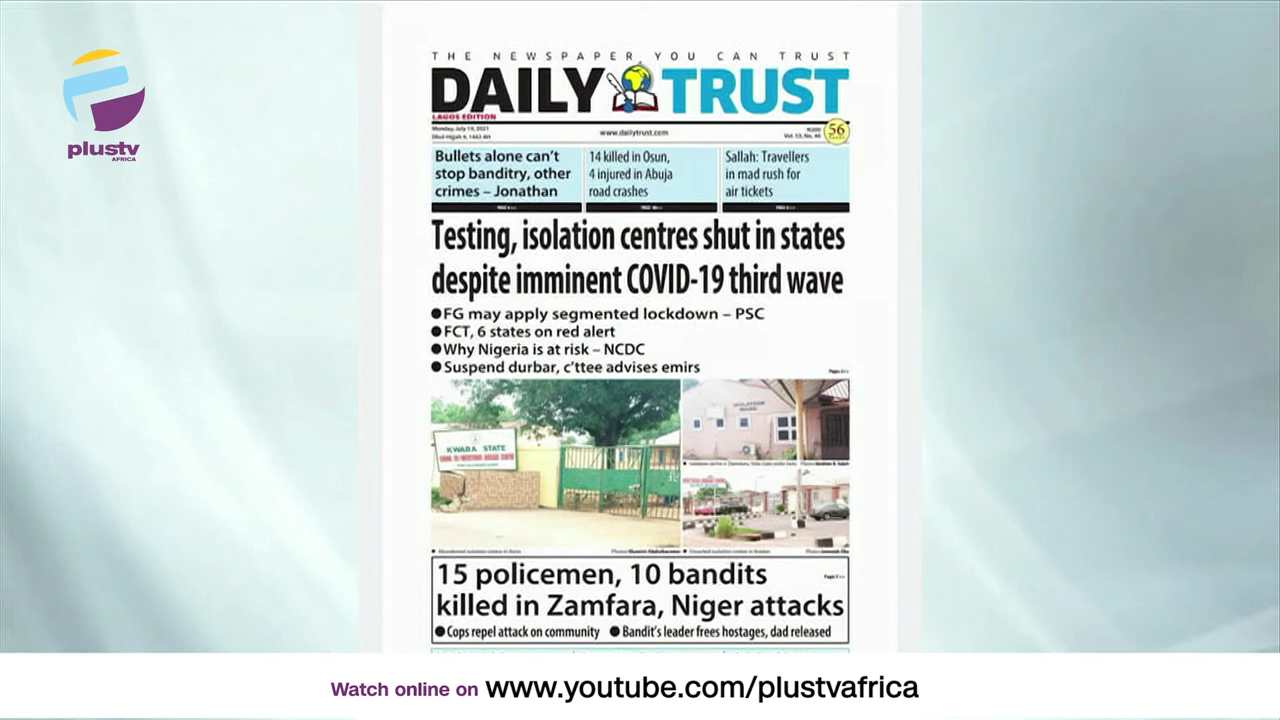 plustv
AFRICA
THE NEWSPAPER YOU CAN TRUST
DAILY TRUST
LAGOS EDITION
Monday, July 19, 2021
www.dailytrust.com
N200
56
Bullets alone can't
stop banditry, other
crimes – Jonathan
14 killed in Osun,
4 injured in Abuja
road crashes
Sallah: Travellers
in mad rush for
air tickets
Testing, isolation centres shut in states
despite imminent COVID-19 third wave
●FG may apply segmented lockdown – PSC
●FCT, 6 states on red alert
●Why Nigeria is at risk – NCDC
●Suspend durbar, c'ttee advises emirs
KWARA STATE
15 policemen, 10 bandits
killed in Zamfara, Niger attacks
●Cops repel attack on community ●Bandit's leader frees hostages, dad released
Watch online on www.youtube.com/plustvafrica